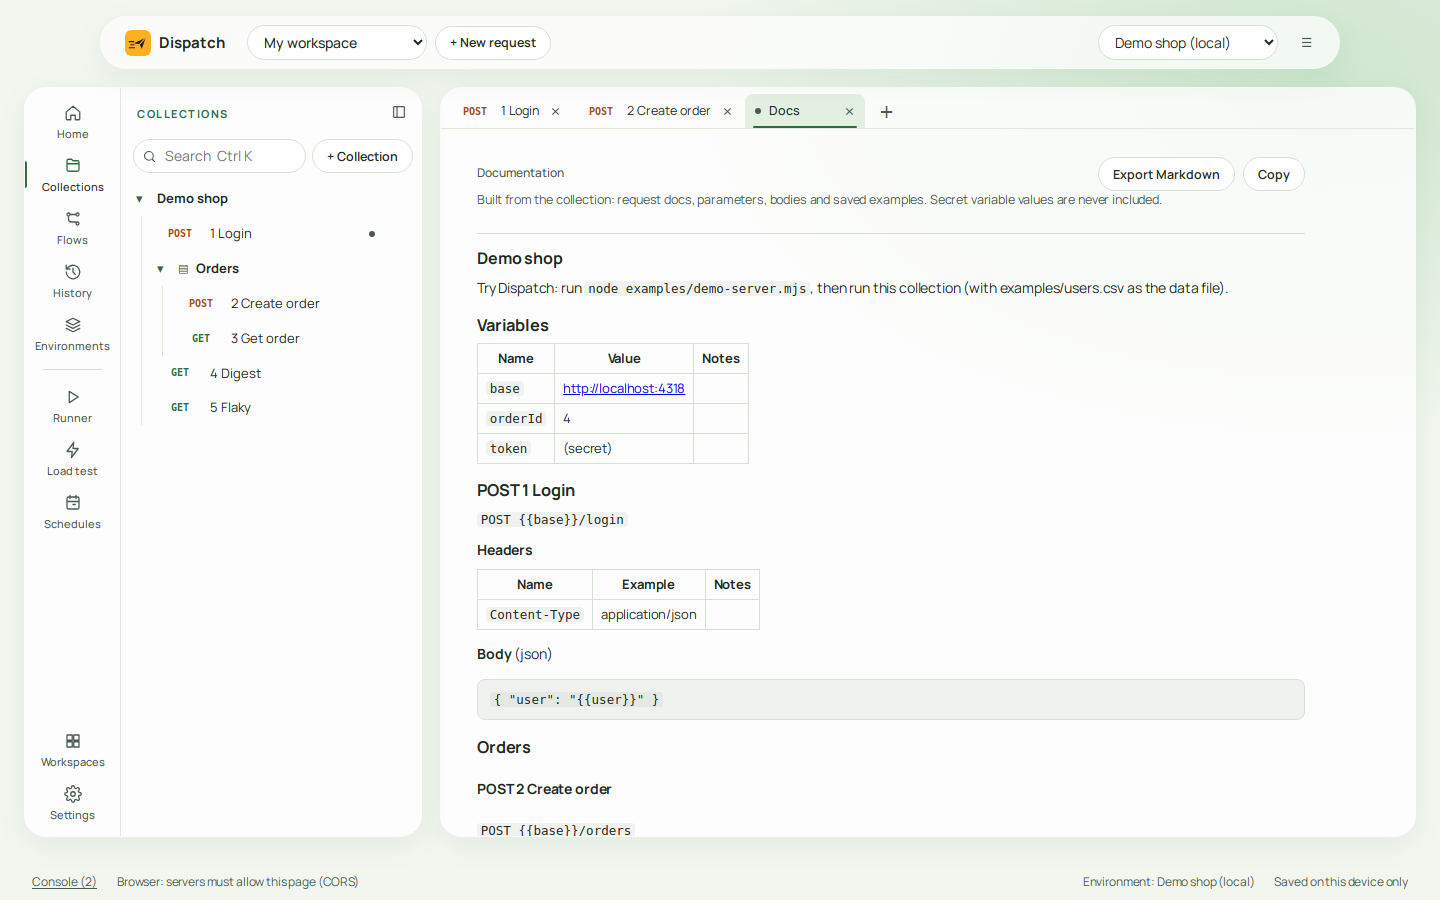 Dispatch
My workspace
+ New request
Demo shop (local)
Home
Collections
Flows
History
Environments
Runner
Load test
Schedules
Workspaces
Settings
COLLECTIONS
Search Ctrl K
+ Collection
Demo shop
POST 1 Login
Orders
POST 2 Create order
GET 3 Get order
GET 4 Digest
GET 5 Flaky
POST 1 Login
POST 2 Create order
Docs
Documentation
Export Markdown
Copy
Built from the collection: request docs, parameters, bodies and saved examples. Secret variable values are never included.
Demo shop
Try Dispatch: run node examples/demo-server.mjs, then run this collection (with examples/users.csv as the data file).
Variables
Name Value Notes
base http://localhost:4318
orderId 4
token (secret)
POST 1 Login
POST {{base}}/login
Headers
Name Example Notes
Content-Type application/json
Body (json)
{ "user": "{{user}}" }
Orders
POST 2 Create order
POST {{base}}/orders
Console (2)
Browser: servers must allow this page (CORS)
Environment: Demo shop (local)
Saved on this device only